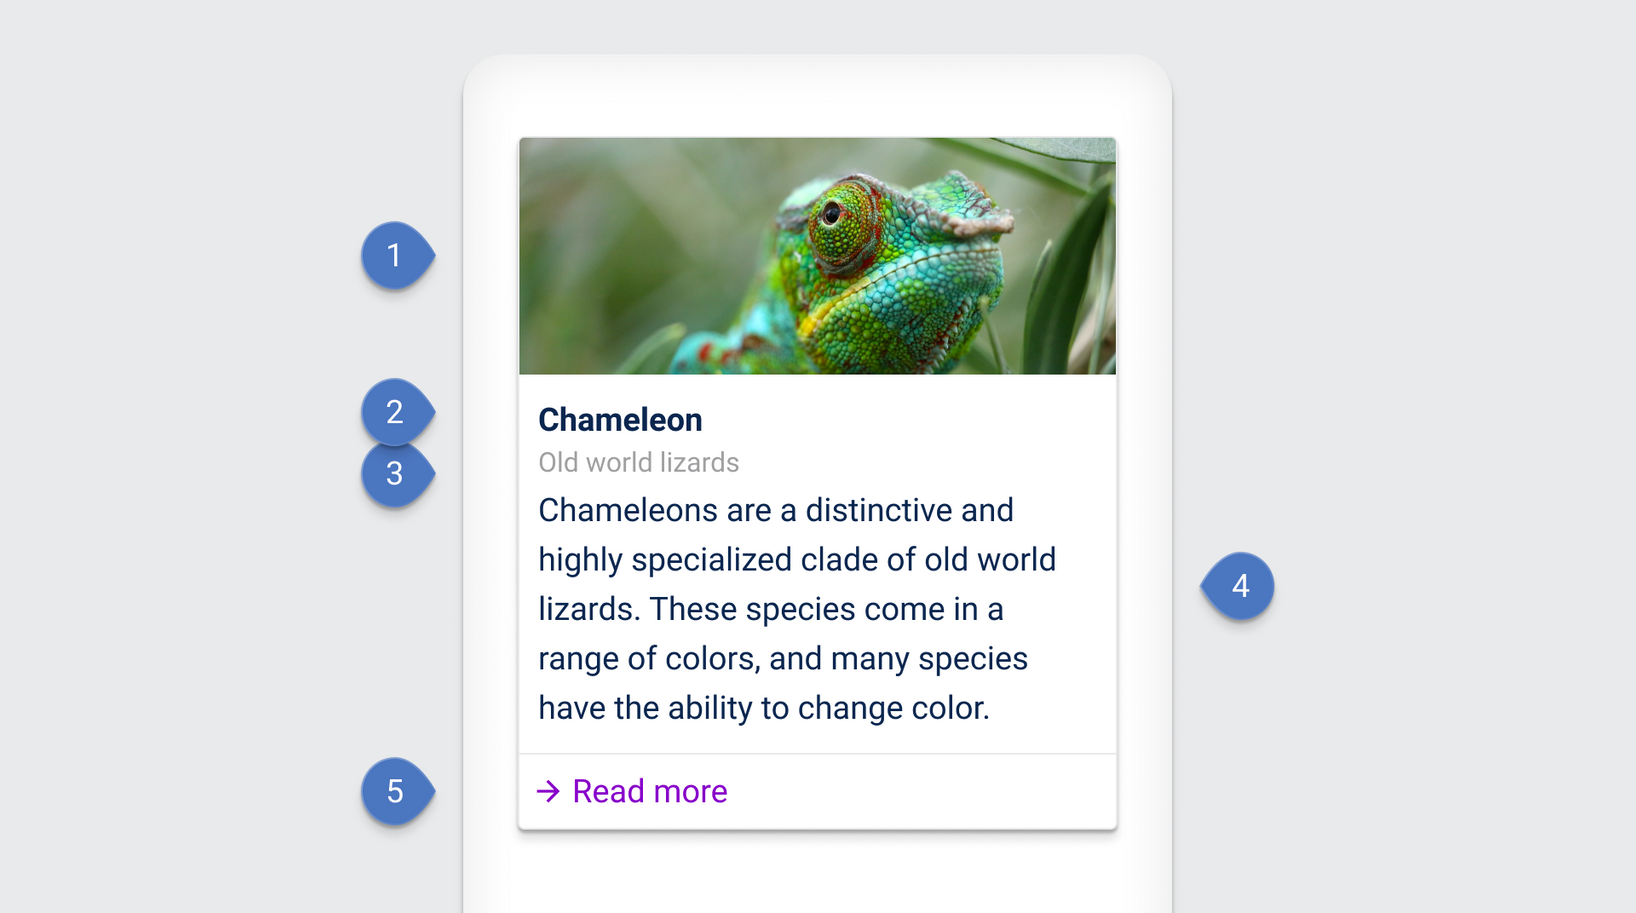 1
2
Chameleon
3
Old world lizards
Chameleons are a distinctive and
highly specialized clade of old world
4
lizards. These species come in a
range of colors, and many species
have the ability to change color.
5
→ Read more